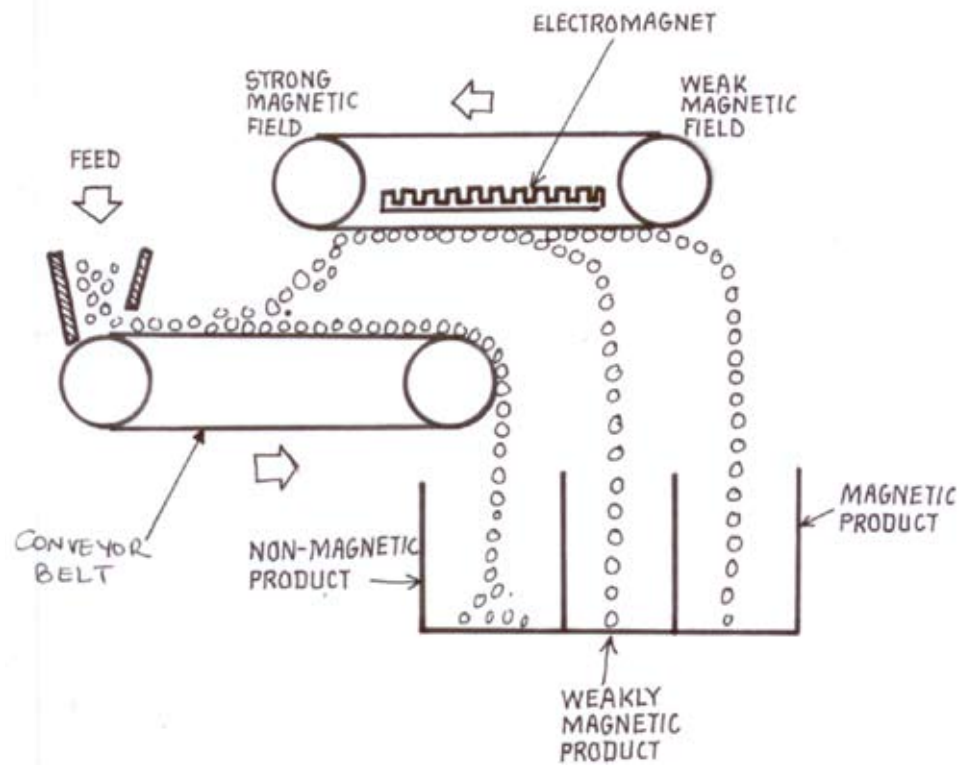 ELECTROMAGNET
STRONG
MAGNETIC
FIELD
WEAK
MAGNETIC
FIELD
FEED
CONVEYOR
BELT
NON-MAGNETIC
PRODUCT
MAGNETIC
PRODUCT
WEAKLY
MAGNETIC
PRODUCT